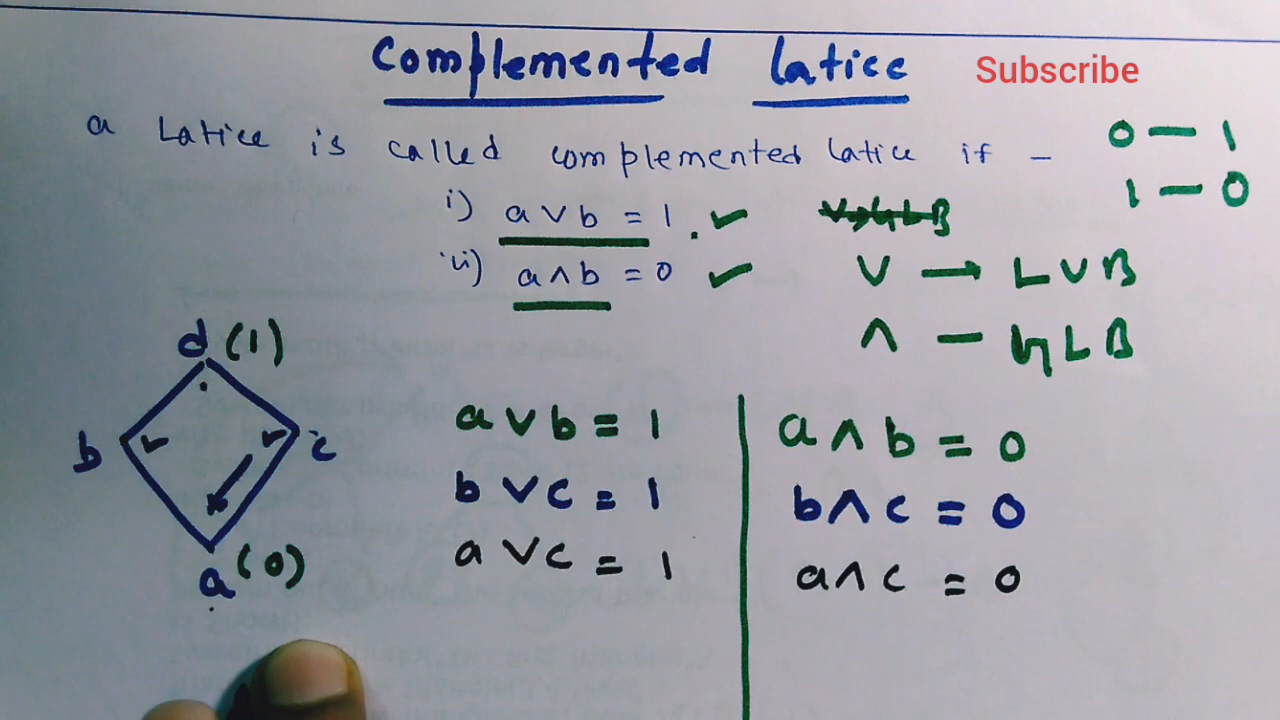 Complemented Latice
Subscribe
a Latice is called complemented latice if –
0 — 1
1 — 0
i) a ∨ b = 1 ✓
ii) a ∧ b = 0 ✓
∨ → LUB
∧ — GLB
d (1)
b
c
a (0)
a ∨ b = 1
b ∨ c = 1
a ∨ c = 1
a ∧ b = 0
b ∧ c = 0
a ∧ c = 0